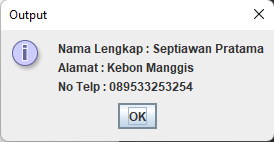 Output
Nama Lengkap : Septiawan Pratama
Alamat : Kebon Manggis
No Telp : 089533253254
OK